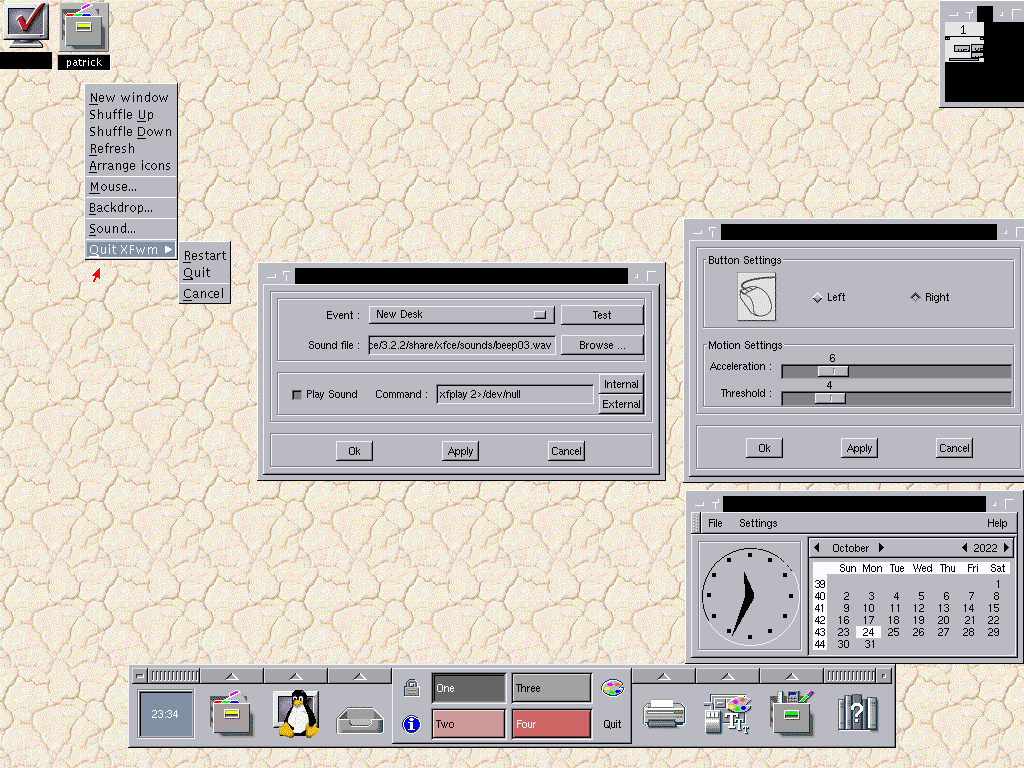 patrick
1
New window
Shuffle Up
Shuffle Down
Refresh
Arrange icons
Mouse...
Backdrop...
Sound...
Quit XFwm
Restart
Quit
Cancel
Event :
New Desk
Test
Sound file :
ce/3.2.2/share/xfce/sounds/beep03.wav
Browse ...
Play Sound
Command :
xfplay 2>/dev/null
Internal
External
Ok
Apply
Cancel
Button Settings
Left
Right
Motion Settings
Acceleration :
6
Threshold :
4
Ok
Apply
Cancel
File Settings Help
October 2022
Sun Mon Tue Wed Thu Fri Sat
39 1
40 2 3 4 5 6 7 8
41 9 10 11 12 13 14 15
42 16 17 18 19 20 21 22
43 23 24 25 26 27 28 29
44 30 31
23:34
One
Three
Two
Four
Quit